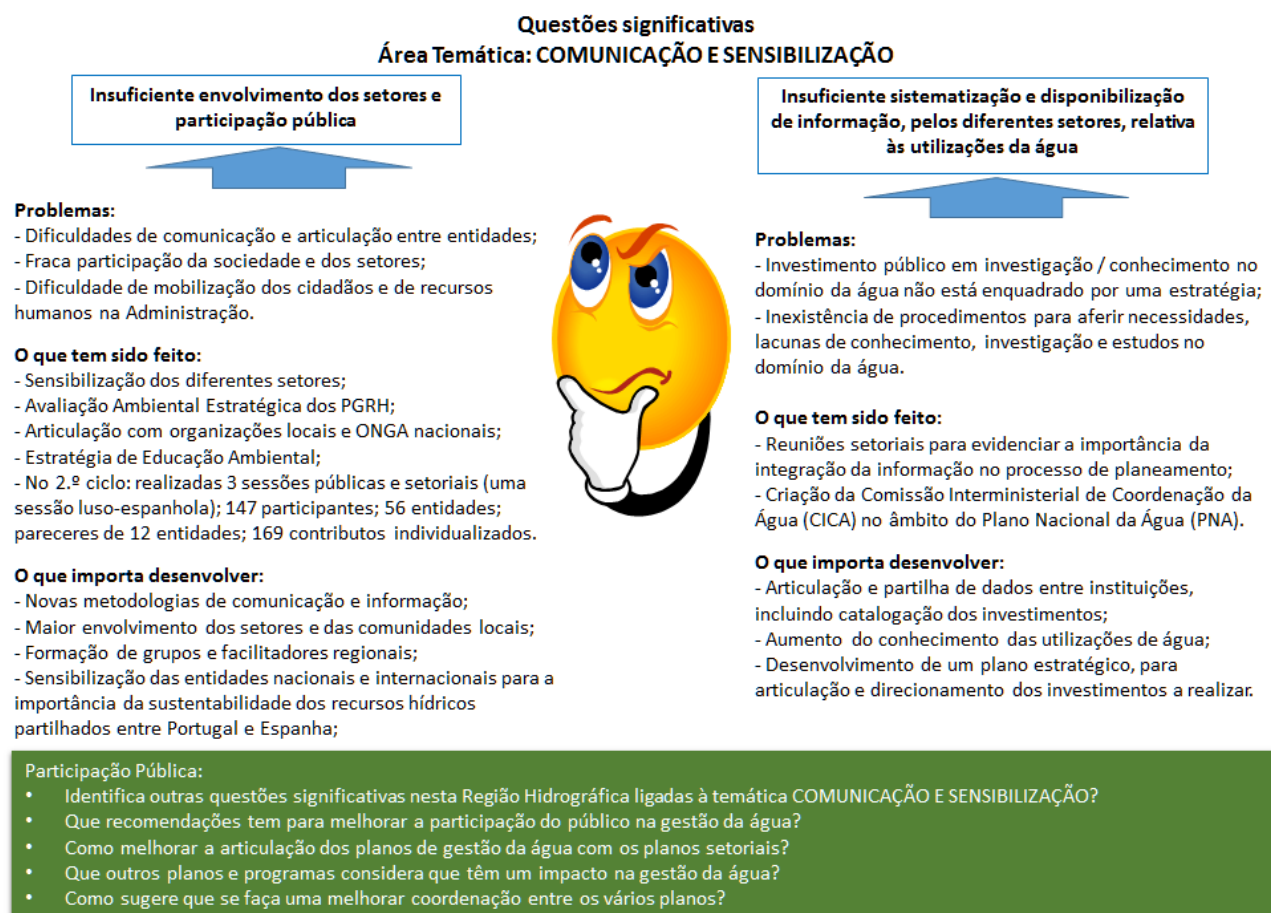 Questões significativas
Área Temática: COMUNICAÇÃO E SENSIBILIZAÇÃO
Insuficiente envolvimento dos setores e
participação pública
Problemas:
- Dificuldades de comunicação e articulação entre entidades;
- Fraca participação da sociedade e dos setores;
- Dificuldade de mobilização dos cidadãos e de recursos
humanos na Administração.
O que tem sido feito:
- Sensibilização dos diferentes setores;
- Avaliação Ambiental Estratégica dos PGRH;
- Articulação com organizações locais e ONGA nacionais;
- Estratégia de Educação Ambiental;
- No 2.º ciclo: realizadas 3 sessões públicas e setoriais (uma
sessão luso-espanhola); 147 participantes; 56 entidades;
pareceres de 12 entidades; 169 contributos individualizados.
O que importa desenvolver:
- Novas metodologias de comunicação e informação;
- Maior envolvimento dos setores e das comunidades locais;
- Formação de grupos e facilitadores regionais;
- Sensibilização das entidades nacionais e internacionais para a
importância da sustentabilidade dos recursos hídricos
partilhados entre Portugal e Espanha;
Insuficiente sistematização e disponibilização
de informação, pelos diferentes setores, relativa
às utilizações da água
Problemas:
- Investimento público em investigação / conhecimento no
domínio da água não está enquadrado por uma estratégia;
- Inexistência de procedimentos para aferir necessidades,
lacunas de conhecimento, investigação e estudos no
domínio da água.
O que tem sido feito:
- Reuniões setoriais para evidenciar a importância da
integração da informação no processo de planeamento;
- Criação da Comissão Interministerial de Coordenação da
Água (CICA) no âmbito do Plano Nacional da Água (PNA).
O que importa desenvolver:
- Articulação e partilha de dados entre instituições,
incluindo catalogação dos investimentos;
- Aumento do conhecimento das utilizações de água;
- Desenvolvimento de um plano estratégico, para
articulação e direcionamento dos investimentos a realizar.
Participação Pública:
• Identifica outras questões significativas nesta Região Hidrográfica ligadas à temática COMUNICAÇÃO E SENSIBILIZAÇÃO?
• Que recomendações tem para melhorar a participação do público na gestão da água?
• Como melhorar a articulação dos planos de gestão da água com os planos setoriais?
• Que outros planos e programas considera que têm um impacto na gestão da água?
• Como sugere que se faça uma melhorar coordenação entre os vários planos?